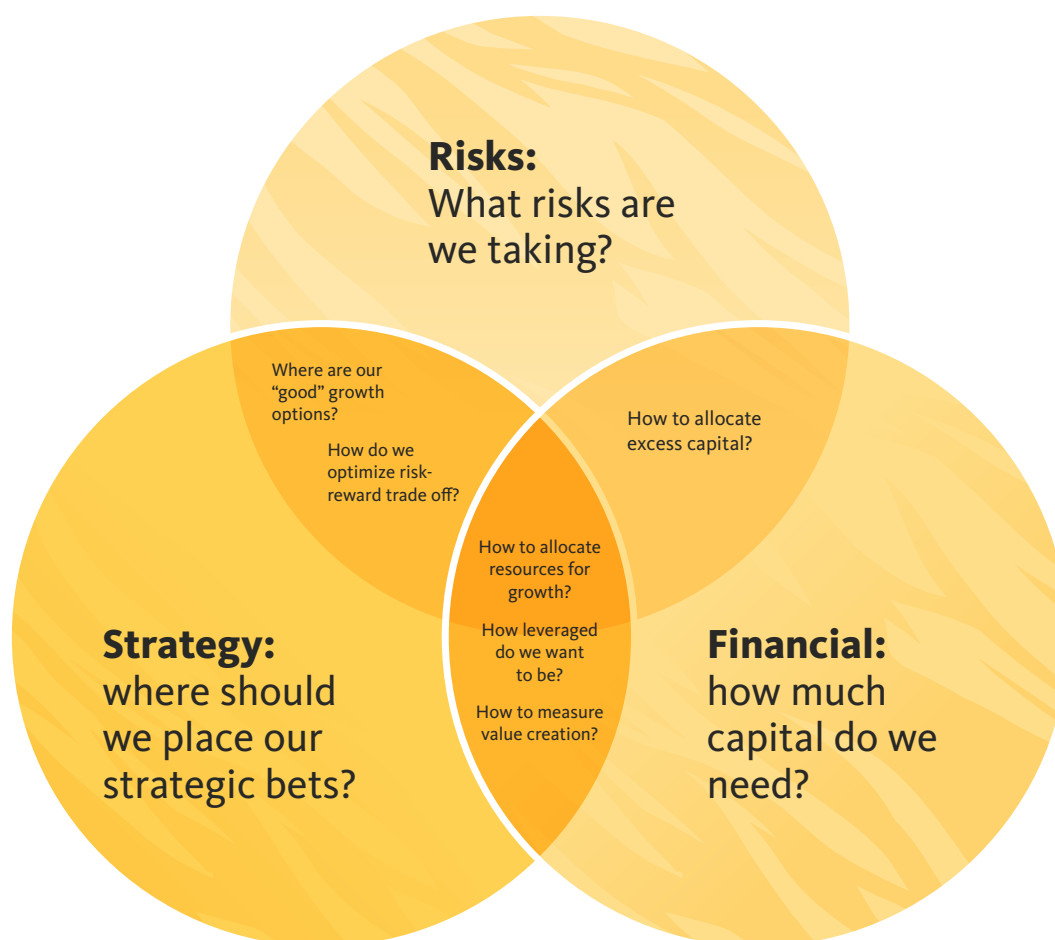 Risks:
What risks are
we taking?
Where are our
“good” growth
options?
How do we
optimize risk-
reward trade off?
How to allocate
excess capital?
How to allocate
resources for
growth?
How leveraged
do we want
to be?
How to measure
value creation?
Strategy:
where should
we place our
strategic bets?
Financial:
how much
capital do we
need?